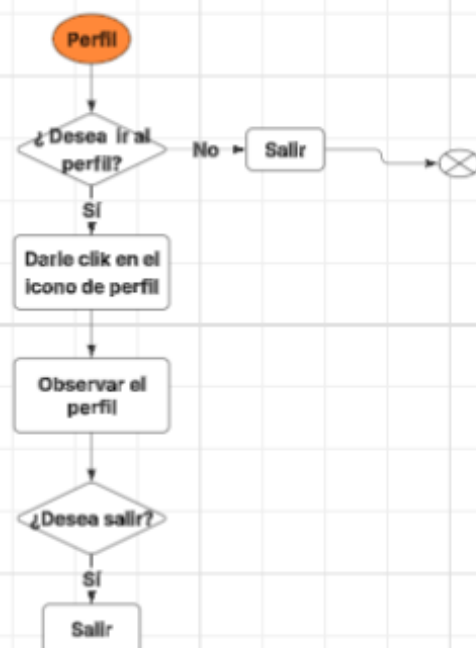 Perfil
¿Desea ir al
perfil?
No
Salir
Sí
Darle clik en el
icono de perfil
Observar el
perfil
¿Desea salir?
Sí
Salir